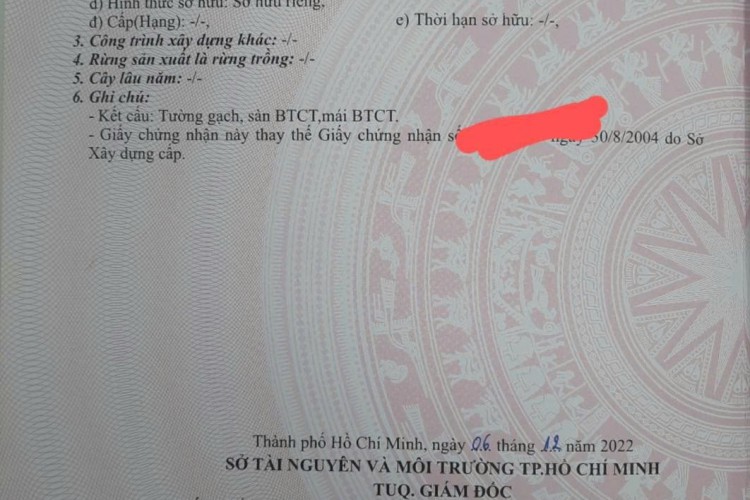 d) Hình thức sở hữu: Sở hữu riêng,
đ) Cấp(Hạng): -/-,
e) Thời hạn sở hữu: -/-,
3. Công trình xây dựng khác: -/-
4. Rừng sản xuất là rừng trồng: -/-
5. Cây lâu năm: -/-
6. Ghi chú:
- Kết cấu: Tường gạch, sàn BTCT,mái BTCT.
- Giấy chứng nhận này thay thế Giấy chứng nhận số ngày 30/8/2004 do Sở
Xây dựng cấp.
Thành phố Hồ Chí Minh, ngày 06 tháng 12 năm 2022
SỞ TÀI NGUYÊN VÀ MÔI TRƯỜNG TP.HỒ CHÍ MINH
TUQ. GIÁM ĐỐC